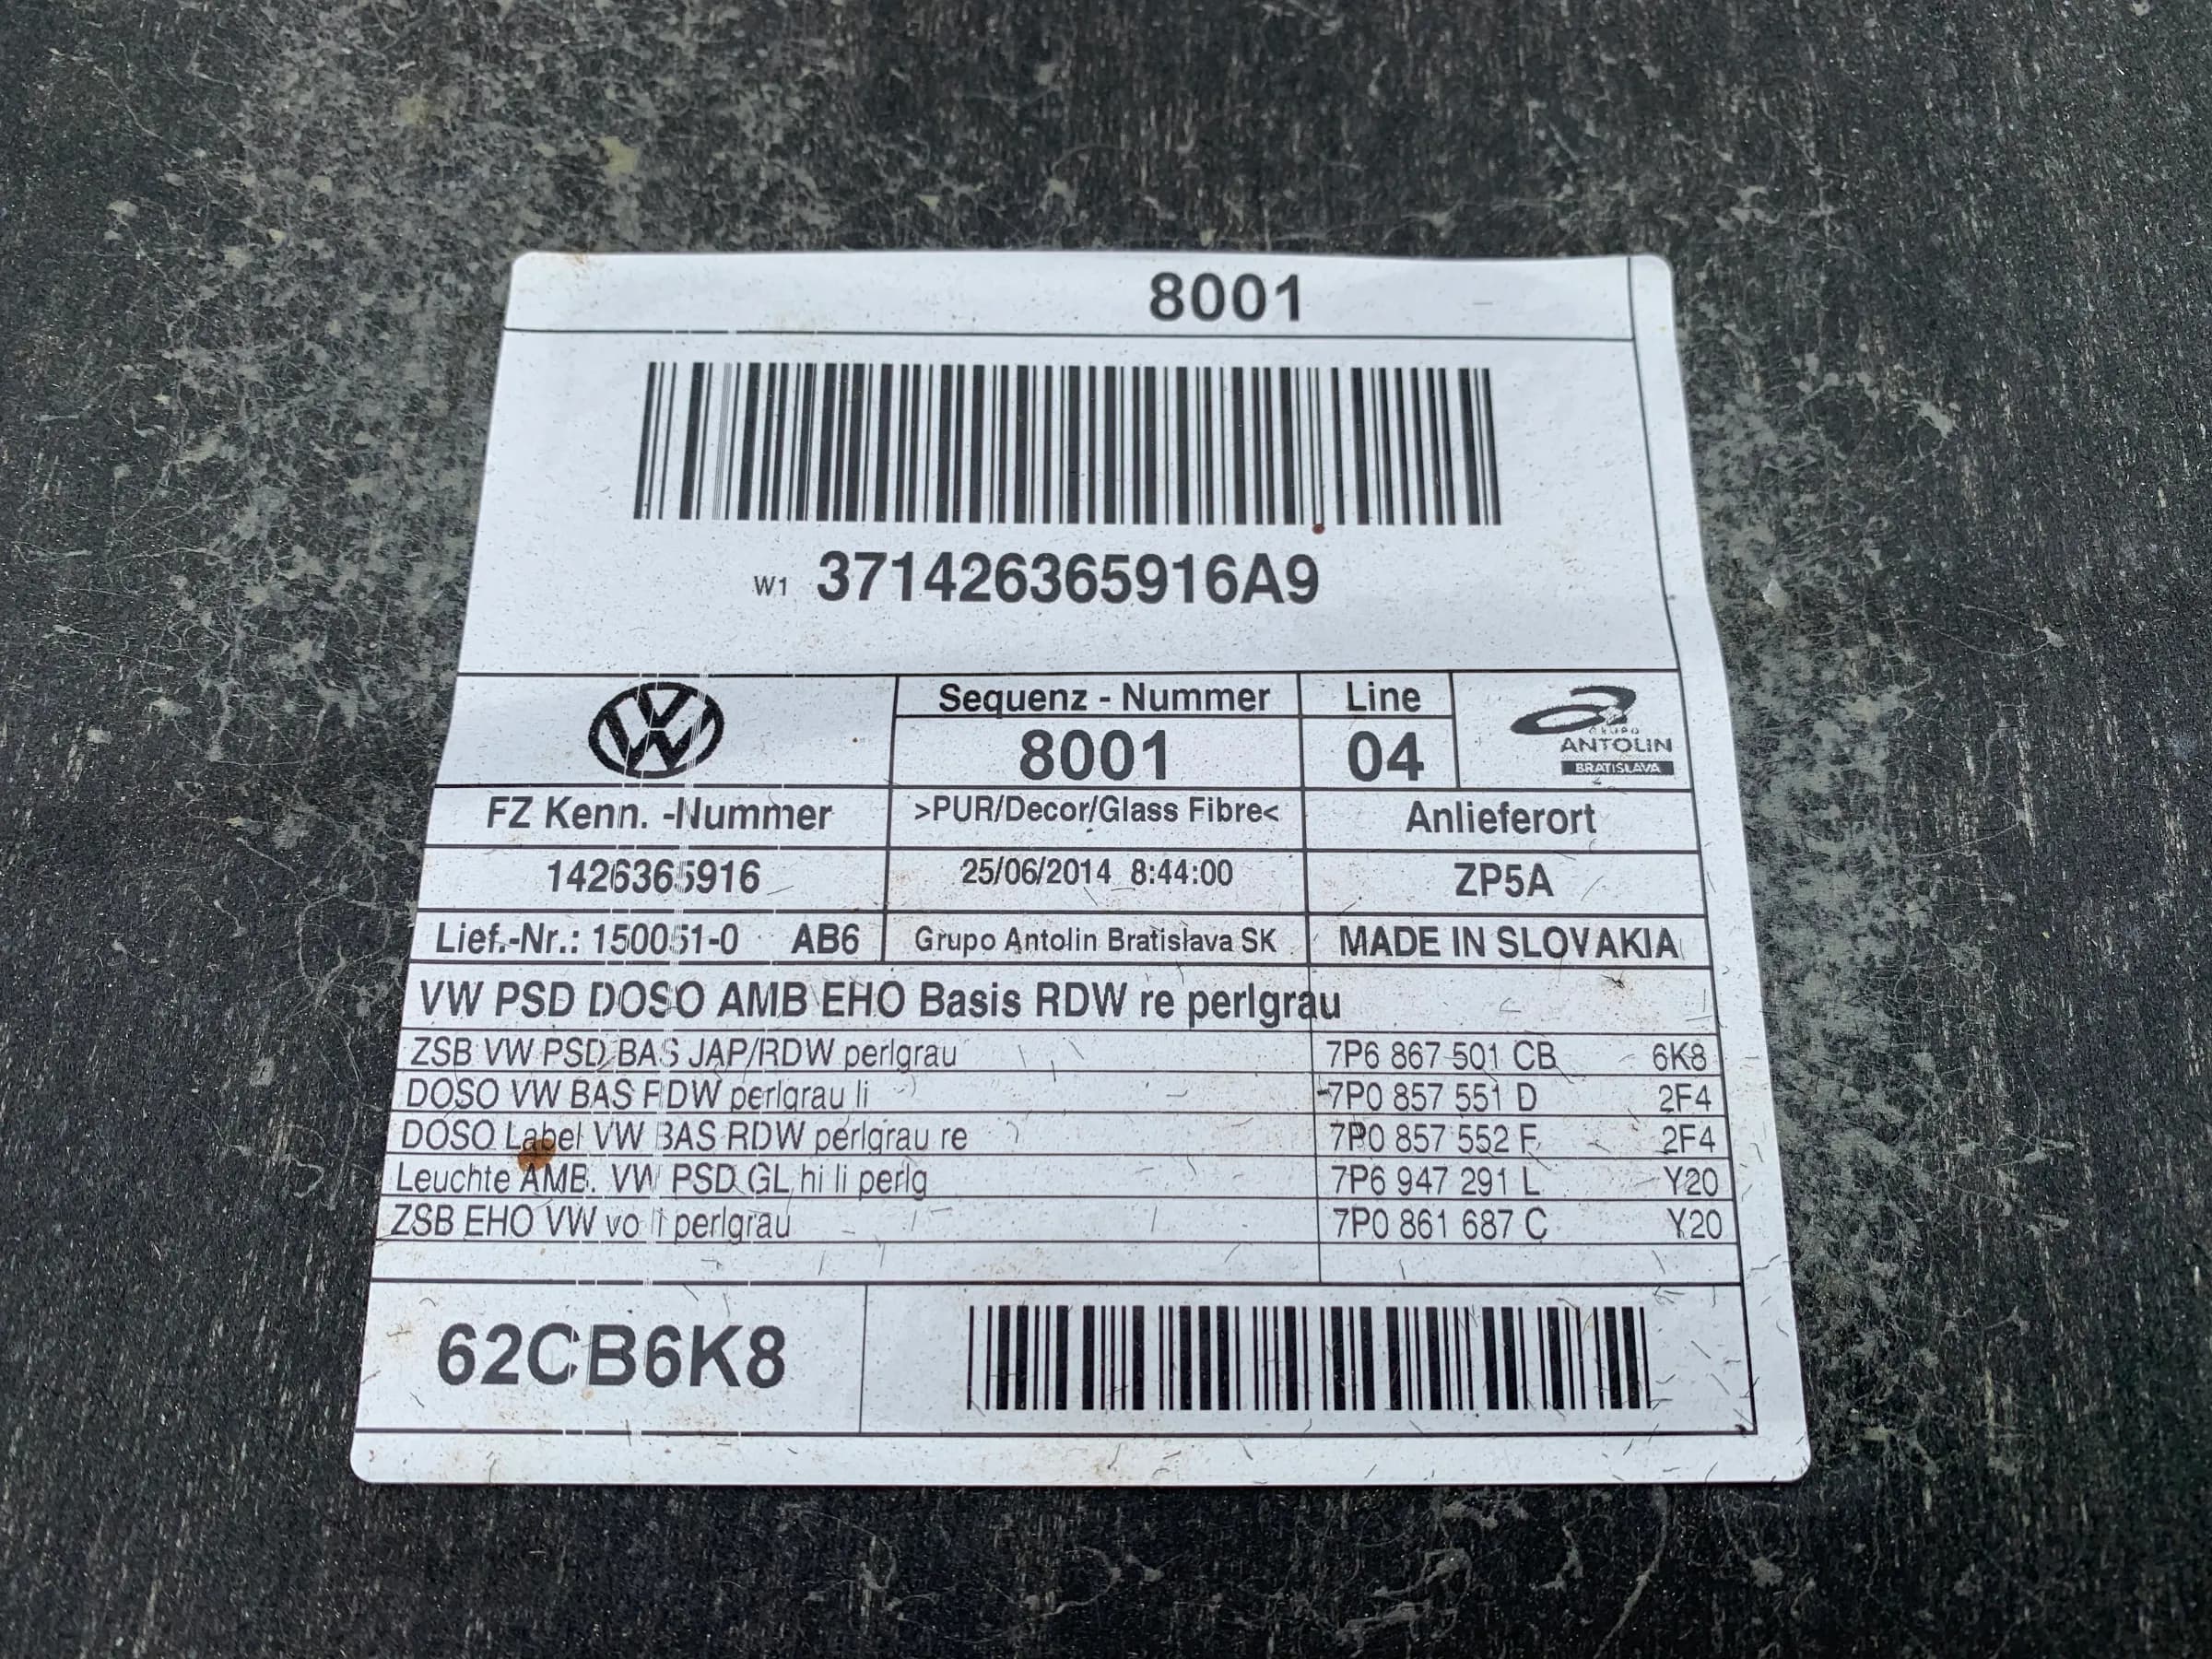 8001
W1 371426365916A9
Sequenz - Nummer Line
8001 04
GRUPO
ANTOLIN
BRATISLAVA
FZ Kenn. -Nummer >PUR/Decor/Glass Fibre< Anlieferort
1426365916 25/06/2014 8:44:00 ZP5A
Lief.-Nr.: 150051-0 AB6 Grupo Antolin Bratislava SK MADE IN SLOVAKIA
VW PSD DOSO AMB EHO Basis RDW re perlgrau
ZSB VW PSD BAS JAP/RDW perlgrau 7P6 867 501 CB 6K8
DOSO VW BAS RDW perlgrau li 7P0 857 551 D 2F4
DOSO Label VW BAS RDW perlgrau re 7P0 857 552 F 2F4
Leuchte AMB. VW PSD GL hi li perlg 7P6 947 291 L Y20
ZSB EHO VW vo li perlgrau 7P0 861 687 C Y20
62CB6K8